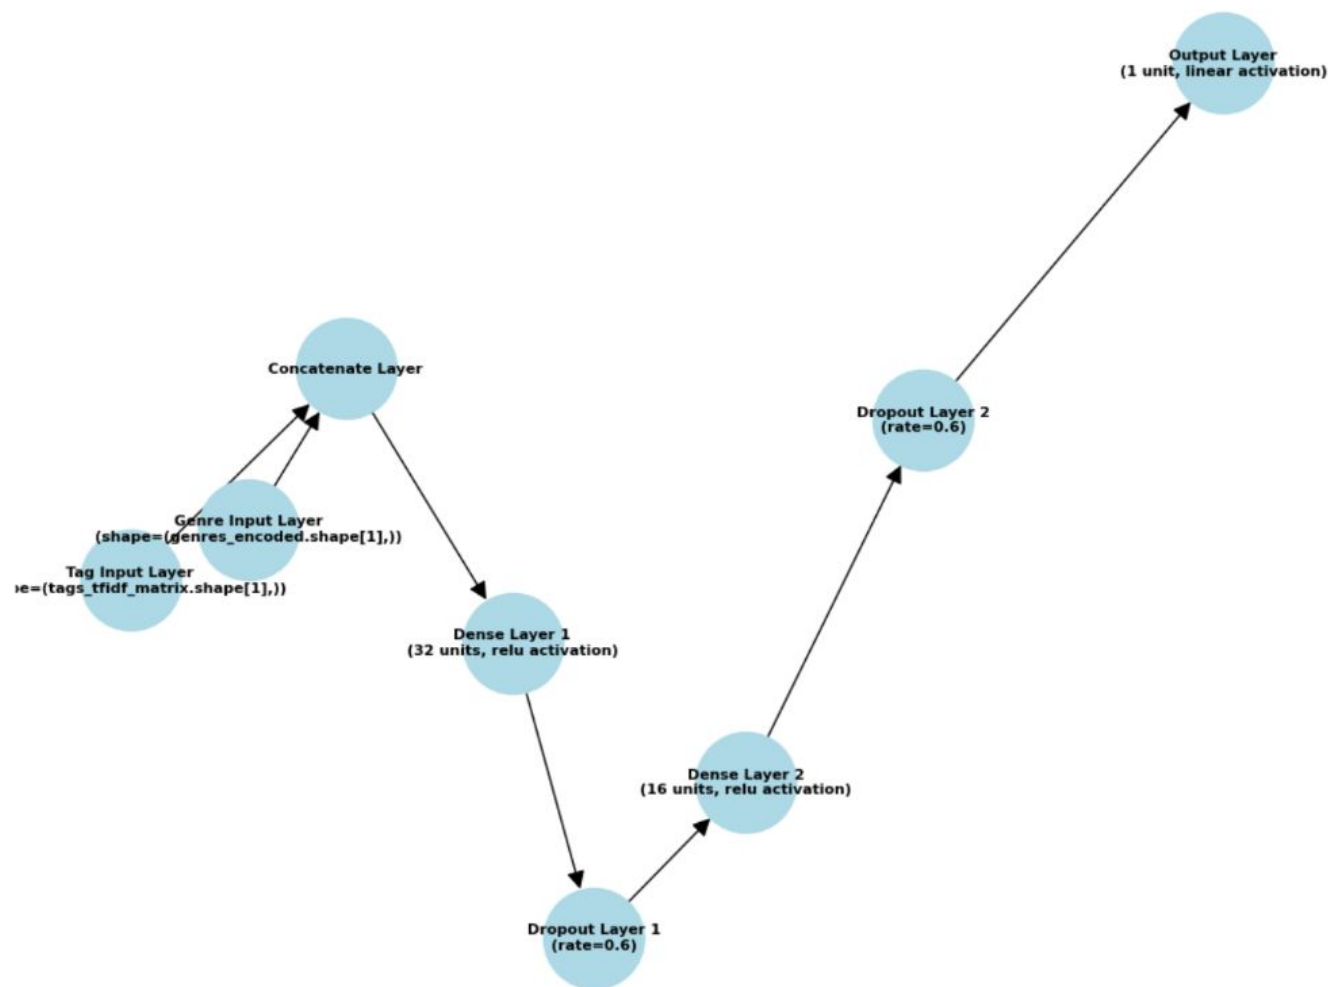 Output Layer
(1 unit, linear activation)
Concatenate Layer
Dropout Layer 2
(rate=0.6)
Genre Input Layer
(shape=(genres_encoded.shape[1],))
Tag Input Layer
e=(tags_tfidf_matrix.shape[1],))
Dense Layer 1
(32 units, relu activation)
Dense Layer 2
(16 units, relu activation)
Dropout Layer 1
(rate=0.6)